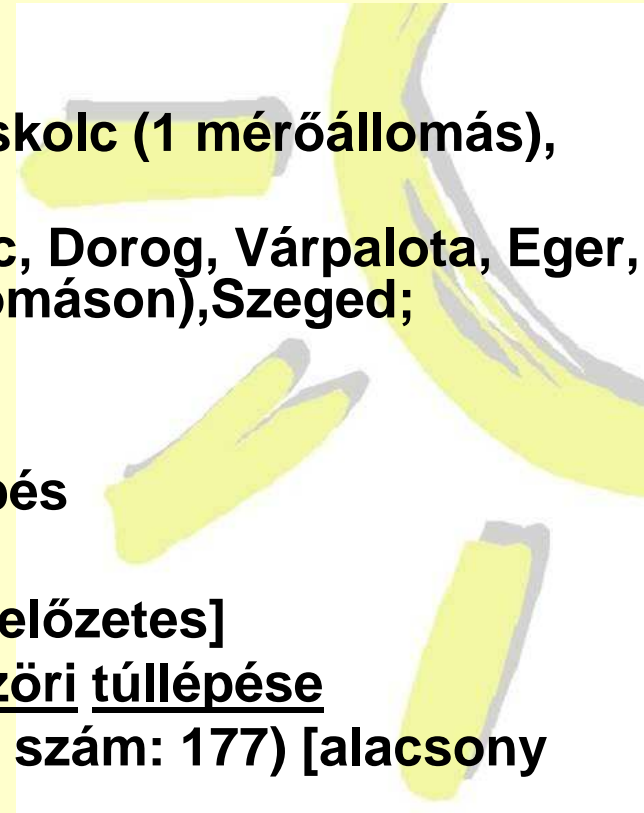 skolc (1 mérőállomás),
c, Dorog, Várpalota, Eger,
omáson),Szeged;
pés
előzetes]
zöri túllépése
szám: 177) [alacsony